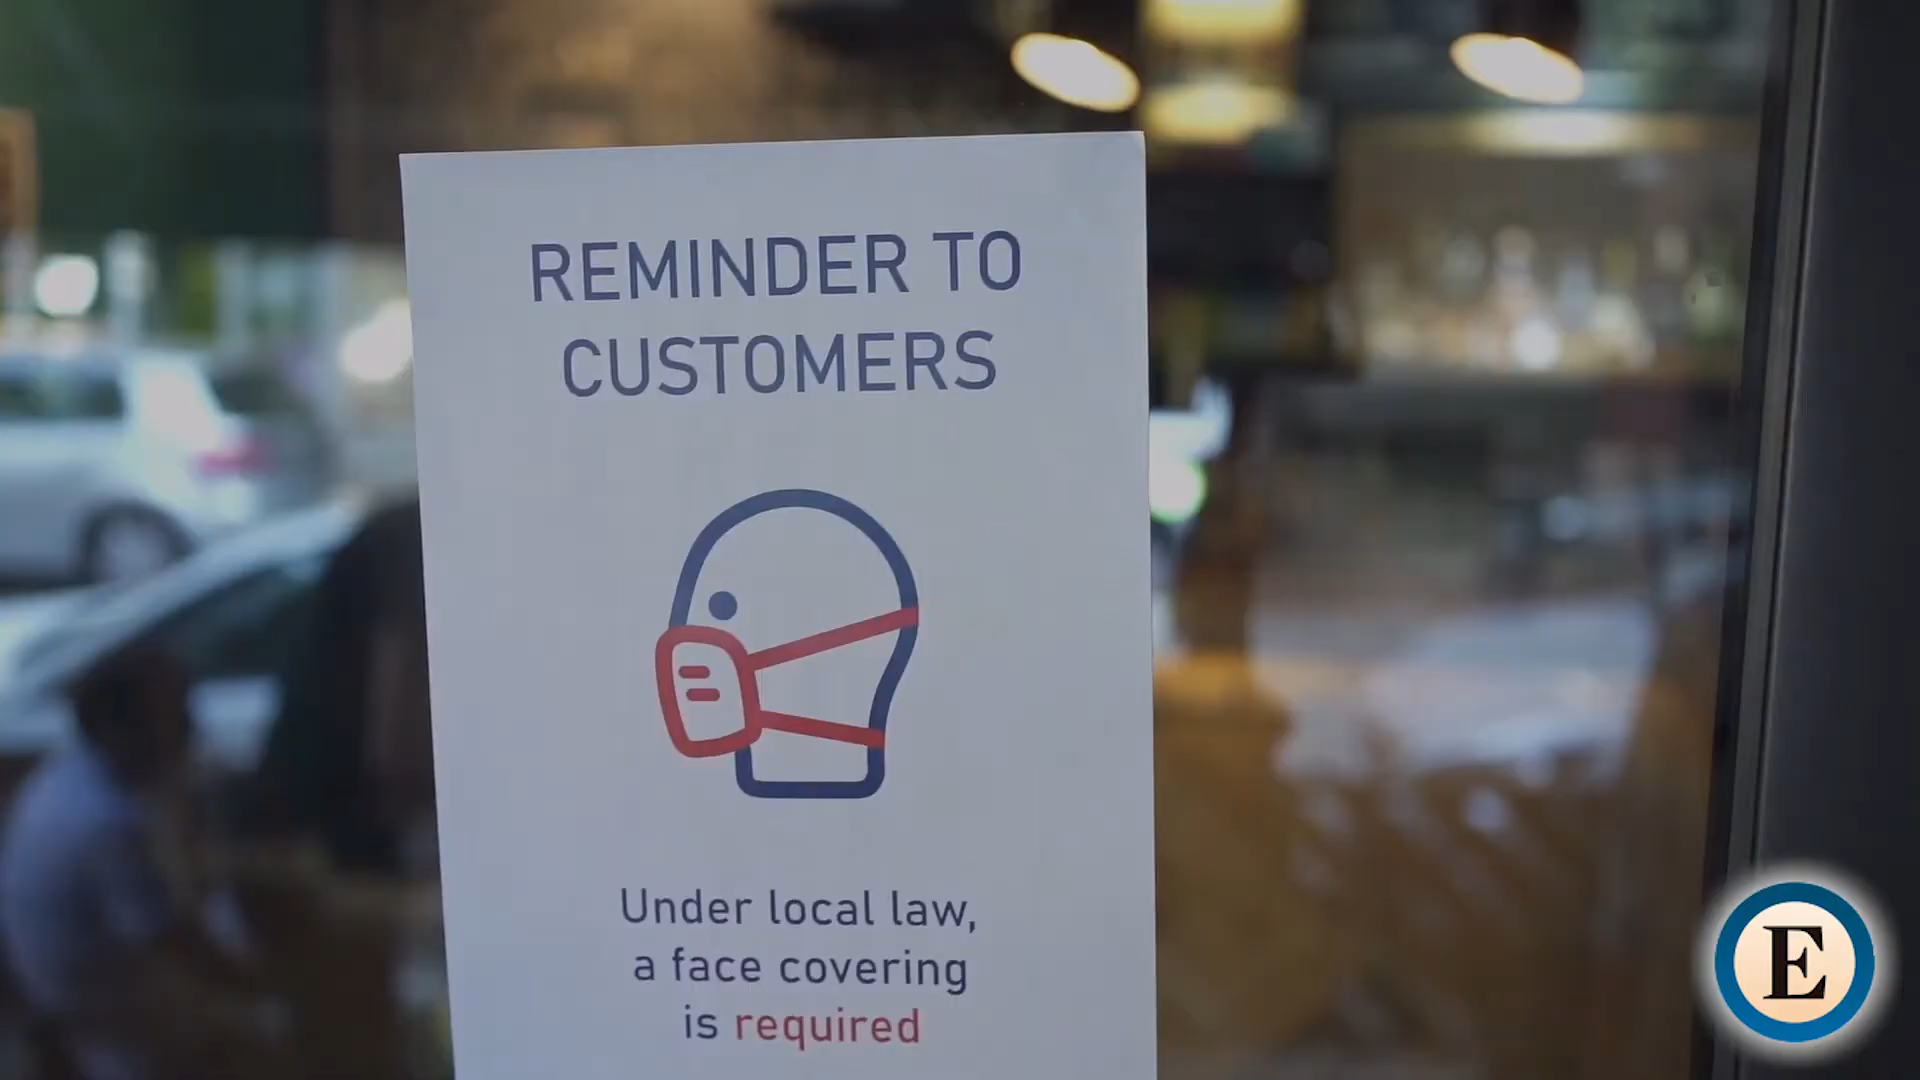 REMINDER TO
CUSTOMERS
Under local law,
a face covering
is required
E